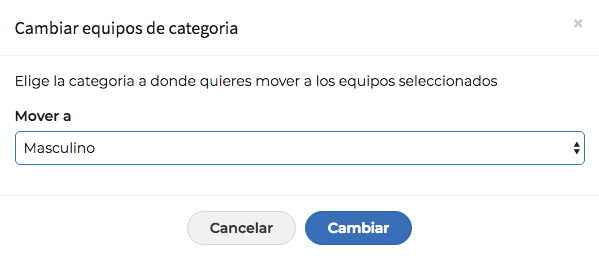 Cambiar equipos de categoria
×
Elige la categoria a donde quieres mover a los equipos seleccionados
Mover a
Masculino
Cancelar
Cambiar